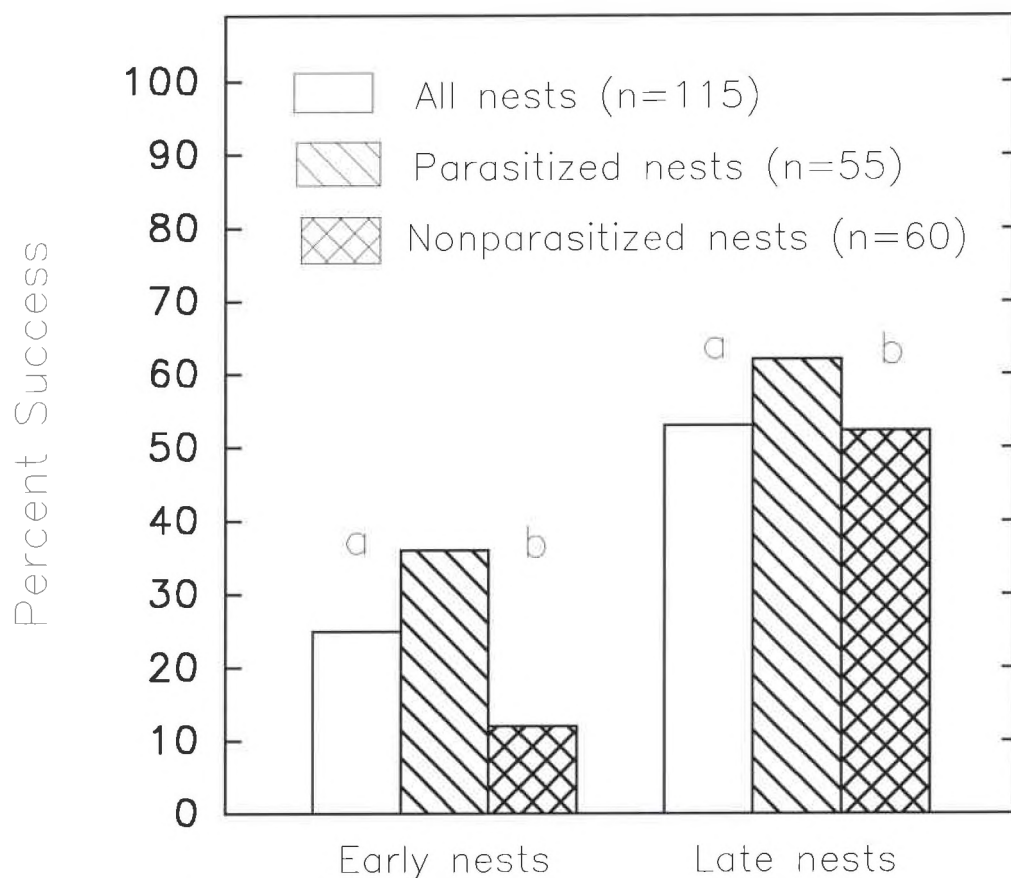 Percent Success
100
90
80
70
60
50
40
30
20
10
0
All nests (n=115)
Parasitized nests (n=55)
Nonparasitized nests (n=60)
a
b
a
b
Early nests
Late nests